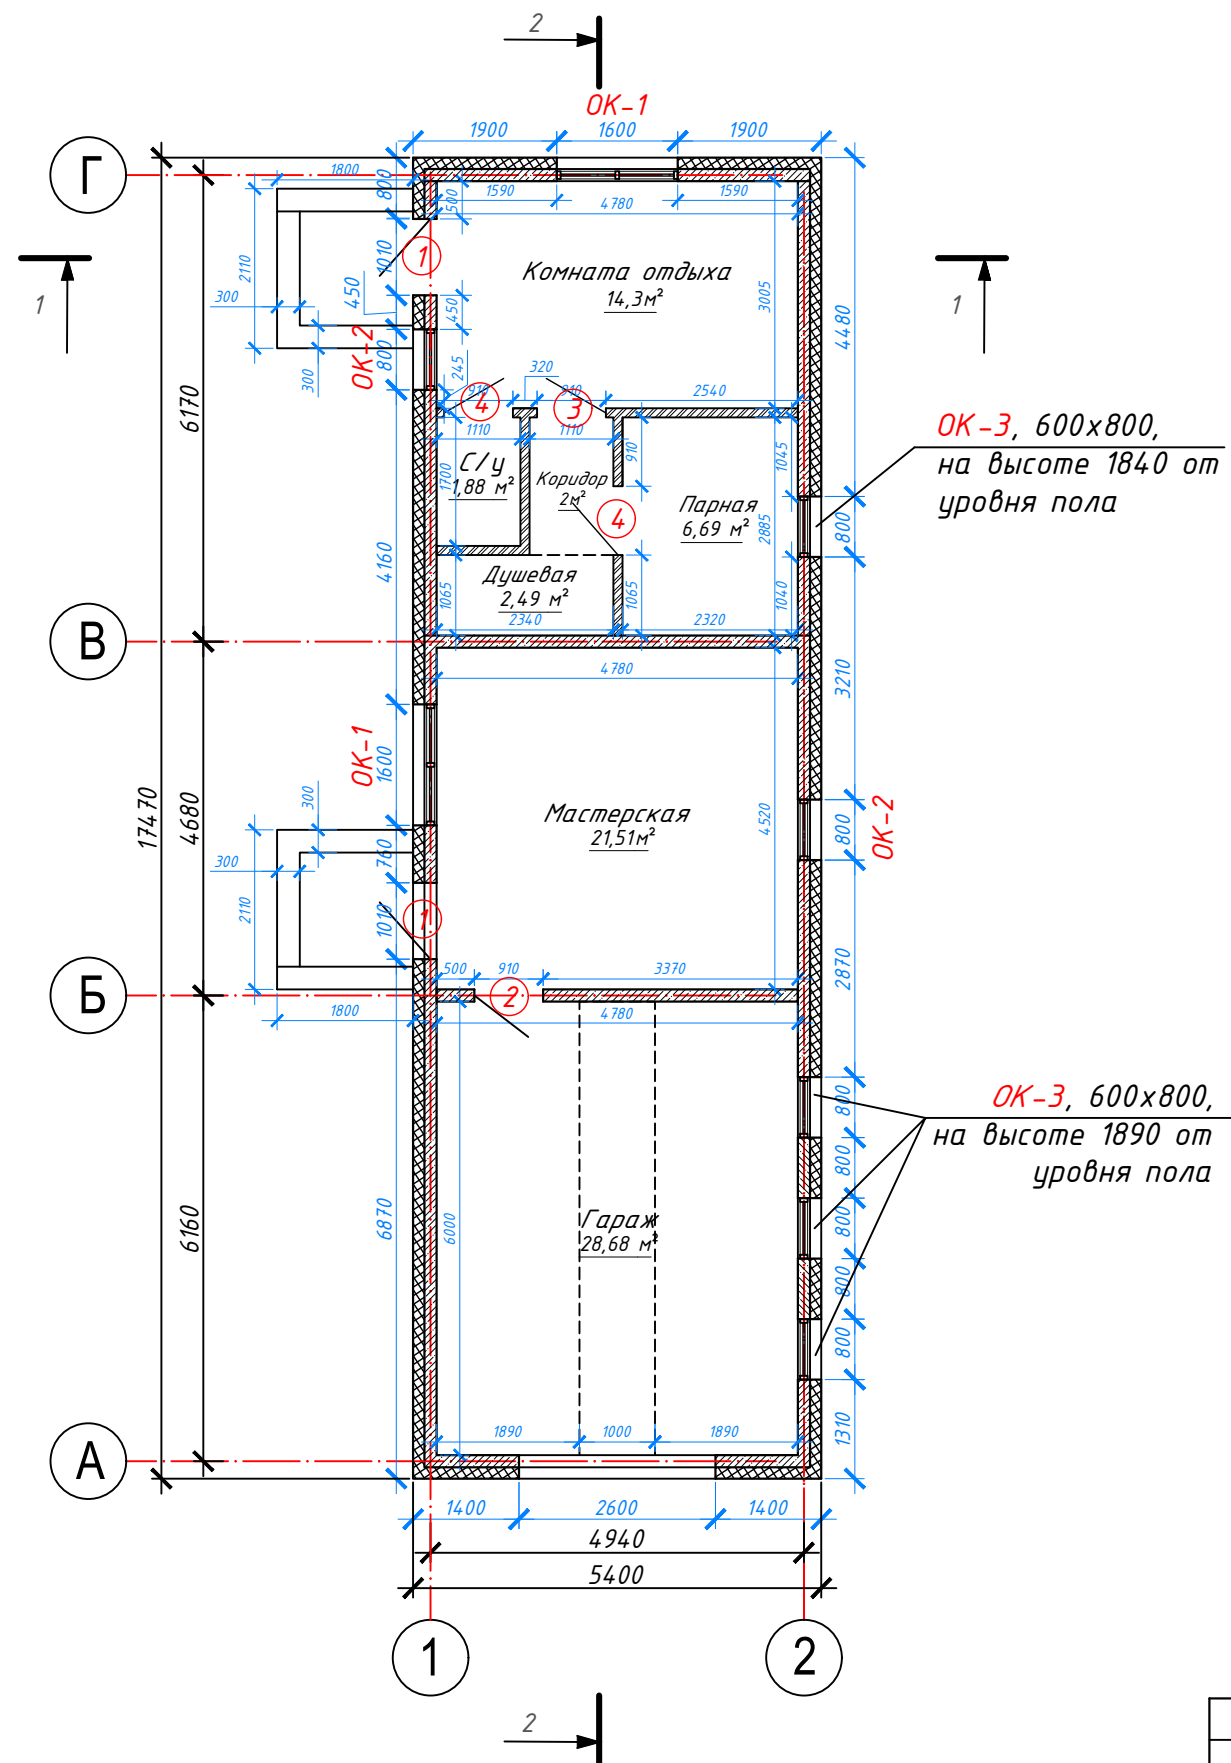 2
ОК-1
1900 1600 1900
Г
1800
800
500
1590 1590
4780
2110
1010
1
Комната отдыха
14,3м²
3005
4480
1 1
300
450
450
300
ОК-2
800
245
320
910 910 2540
4 3
6170
1110 1110
910
1045
С/у
1,88 м²
1700
Коридор
2м²
4
Парная
6,69 м²
2885
800
ОК-3, 600х800,
на высоте 1840 от
уровня пола
4160
Душевая
2,49 м²
1065
1065
1040
2340 2320
В
4780
3210
ОК-1
1600
17470
4680
300
Мастерская
21,51м²
4520
800
ОК-2
760
300
2110
1010
1
2870
500 910 3370
Б
2
1800
4780
800
ОК-3, 600х800,
на высоте 1890 от
уровня пола
800
6160
6870
6000
Гараж
28,68 м²
800
800
800
1310
1890 1000 1890
А
1400 2600 1400
4940
5400
1 2
2